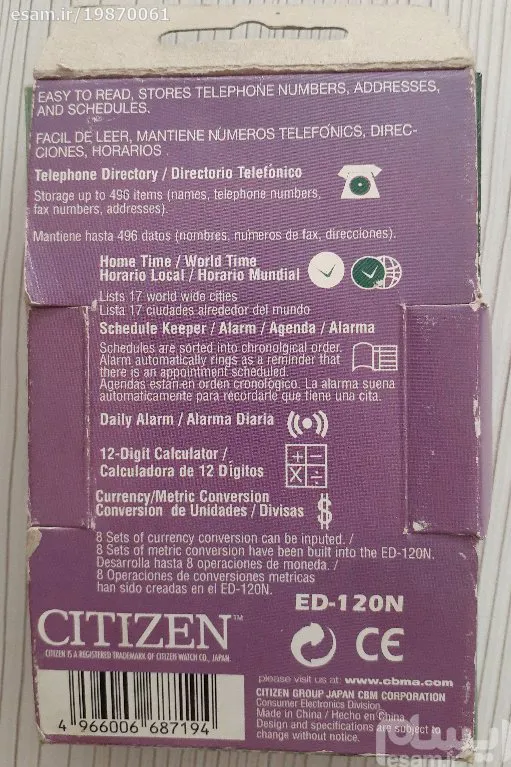 esam.ir/19870061
EASY TO READ, STORES TELEPHONE NUMBERS, ADDRESSES,
AND SCHEDULES.
FACIL DE LEER, MANTIENE NÚMEROS TELEFONICS, DIREC-
CIONES, HORARIOS .
Telephone Directory / Directorio Telefónico
Storage up to 496 items (names, telephone numbers,
fax numbers, addresses).
Mantiene hasta 496 datos (nombres, numeros de fax, direcciones).
Home Time / World Time
Horario Local / Horario Mundial
Lists 17 world wide cities
Lista 17 ciudades alrededor del mundo
Schedule Keeper / Alarm / Agenda / Alarma
Schedules are sorted into chronolgical order.
Alarm automatically rings as a reminder that
there is an appointment scheduled.
Agendas están en orden cronologico. La alarma suena
automaticamente para recordarle que tiene una cita.
Daily Alarm / Alarma Diaria
12-Digit Calculator /
Calculadora de 12 Dígitos
Currency/Metric Conversion
Conversion de Unidades / Divisas
8 Sets of currency conversion can be inputed. /
8 Sets of metric conversion have been built into the ED-120N.
Desarrolla hasta 8 operaciones de moneda. /
8 Operaciones de conversiones metricas
han sido creadas en el ED-120N.
ED-120N
CITIZEN™
CITIZEN IS A REGISTERED TRADEMARK OF CITIZEN WATCH CO., JAPAN.
CE
please visit us at: www.cbma.com
CITIZEN GROUP JAPAN CBM CORPORATION
Consumer Electronics Division
Made in China / Hecho en China
Design and specifications are subject to
change without notice.
4 966006 687194
ایسام
esam.ir